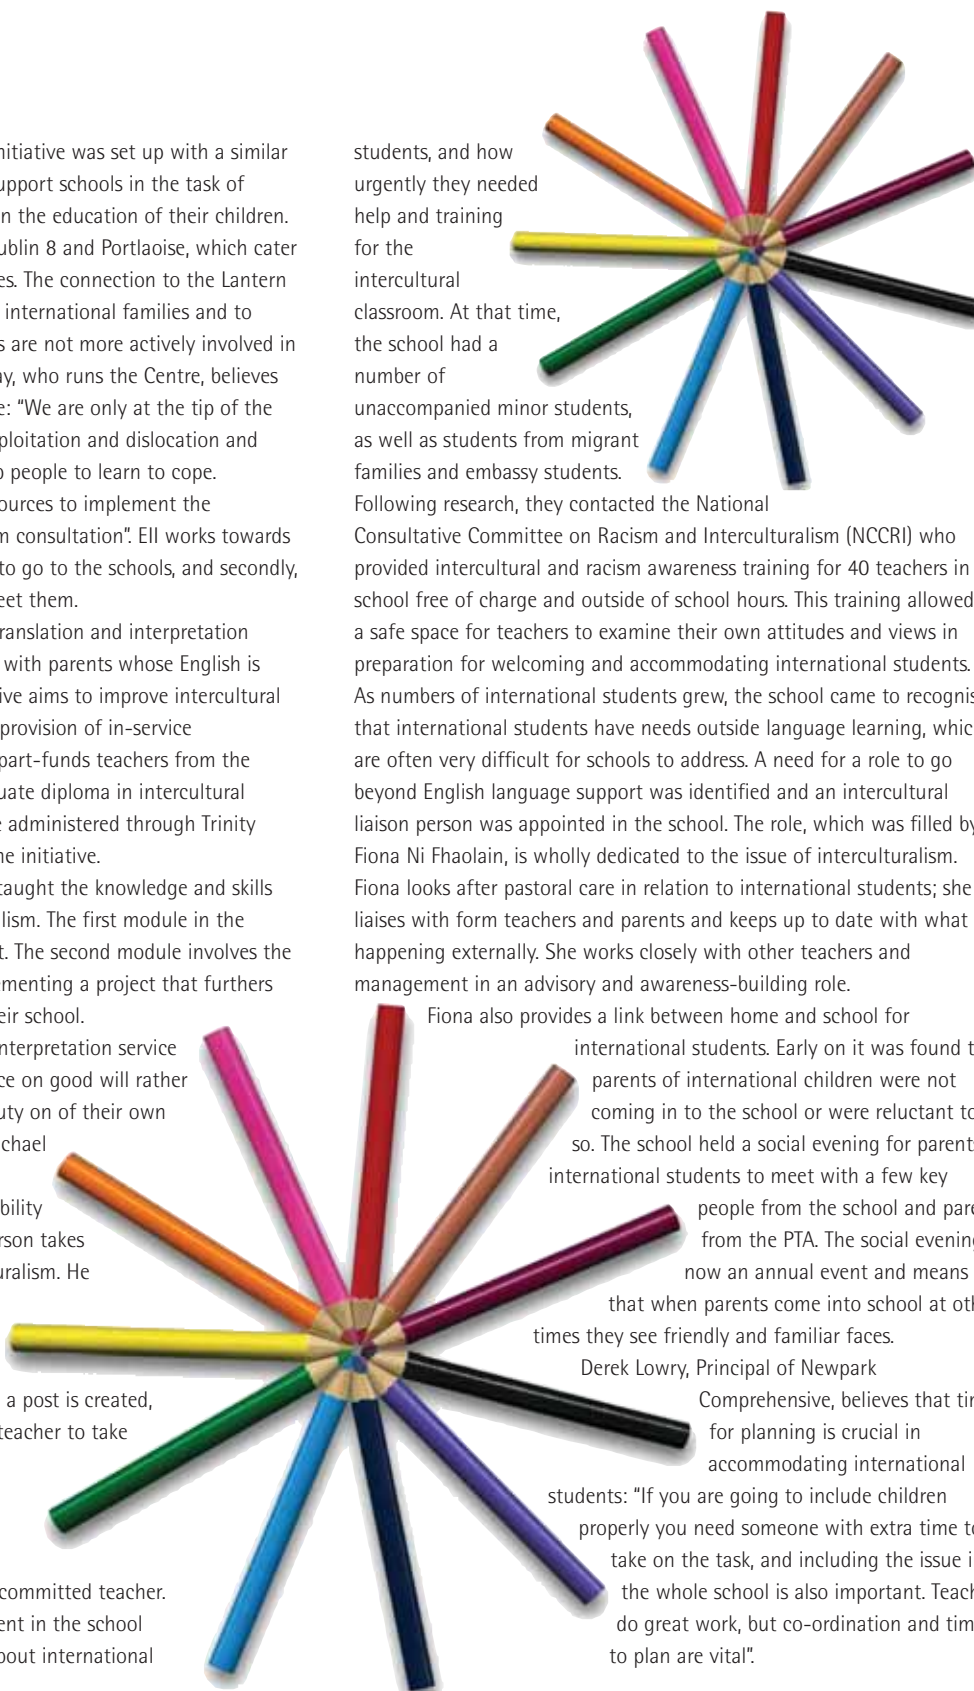 nitiative was set up with a similar
upport schools in the task of
n the education of their children.
ublin 8 and Portlaoise, which cater
es. The connection to the Lantern
international families and to
s are not more actively involved in
ay, who runs the Centre, believes
e: “We are only at the tip of the
ploitation and dislocation and
p people to learn to cope.
ources to implement the
m consultation”. EII works towards
to go to the schools, and secondly,
eet them.
ranslation and interpretation
with parents whose English is
ive aims to improve intercultural
provision of in-service
part-funds teachers from the
uate diploma in intercultural
e administered through Trinity
he initiative.
taught the knowledge and skills
lism. The first module in the
t. The second module involves the
ementing a project that furthers
eir school.
nterpretation service
ce on good will rather
uty on of their own
chael
bility
rson takes
uralism. He
a post is created,
teacher to take
committed teacher.
ent in the school
bout international
students, and how
urgently they needed
help and training
for the
intercultural
classroom. At that time,
the school had a
number of
unaccompanied minor students,
as well as students from migrant
families and embassy students.
Following research, they contacted the National
Consultative Committee on Racism and Interculturalism (NCCRI) who
provided intercultural and racism awareness training for 40 teachers in
school free of charge and outside of school hours. This training allowed
a safe space for teachers to examine their own attitudes and views in
preparation for welcoming and accommodating international students.
As numbers of international students grew, the school came to recognis
that international students have needs outside language learning, whic
are often very difficult for schools to address. A need for a role to go
beyond English language support was identified and an intercultural
liaison person was appointed in the school. The role, which was filled by
Fiona Ni Fhaolain, is wholly dedicated to the issue of interculturalism.
Fiona looks after pastoral care in relation to international students; she
liaises with form teachers and parents and keeps up to date with what
happening externally. She works closely with other teachers and
management in an advisory and awareness-building role.
Fiona also provides a link between home and school for
international students. Early on it was found t
parents of international children were not
coming in to the school or were reluctant to
so. The school held a social evening for parents
international students to meet with a few key
people from the school and pare
from the PTA. The social evening
now an annual event and means
that when parents come into school at oth
times they see friendly and familiar faces.
Derek Lowry, Principal of Newpark
Comprehensive, believes that tim
for planning is crucial in
accommodating international
students: “If you are going to include children
properly you need someone with extra time to
take on the task, and including the issue i
the whole school is also important. Teach
do great work, but co-ordination and tim
to plan are vital”.